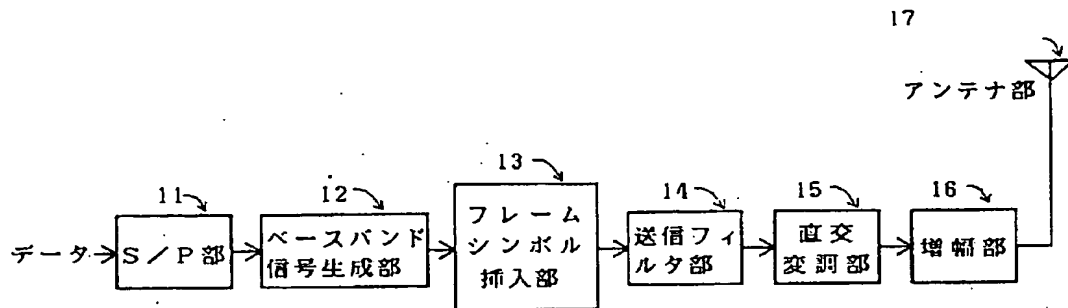 17
アンテナ部
11
12
13
14
15
16
データ
S/P部
ベースバンド
信号生成部
フレーム
シンボル
挿入部
送信フィ
ルタ部
直交
変調部
増幅部